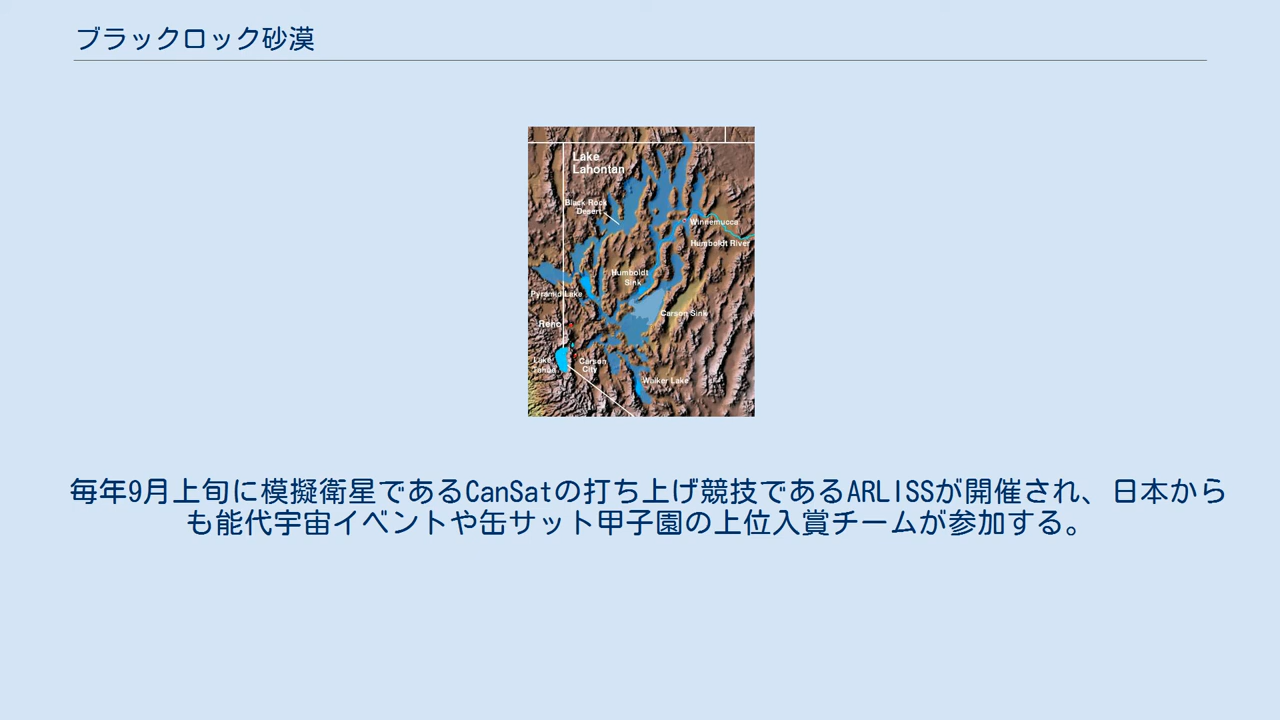 ブラックロック砂漠
Lake
Lahontan
Black Rock
Desert
Winnemucca
Humboldt River
Humboldt
Sink
Pyramid Lake
Carson Sink
Reno
Lake
Tahoe
Carson
City
Walker Lake
毎年9月上旬に模擬衛星であるCanSatの打ち上げ競技であるARLISSが開催され、日本から
も能代宇宙イベントや缶サット甲子園の上位入賞チームが参加する。